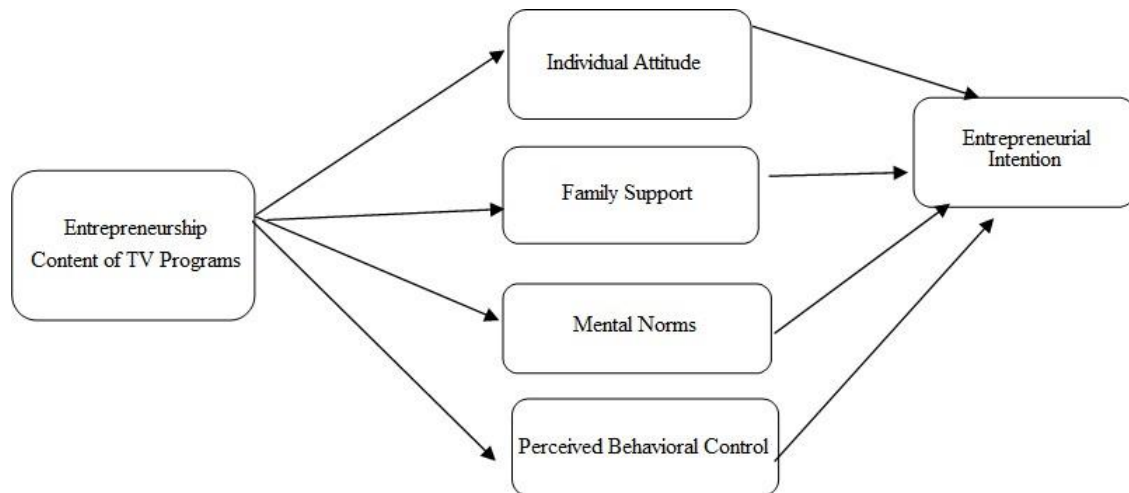 Entrepreneurship
Content of TV Programs
Individual Attitude
Family Support
Mental Norms
Perceived Behavioral Control
Entrepreneurial
Intention